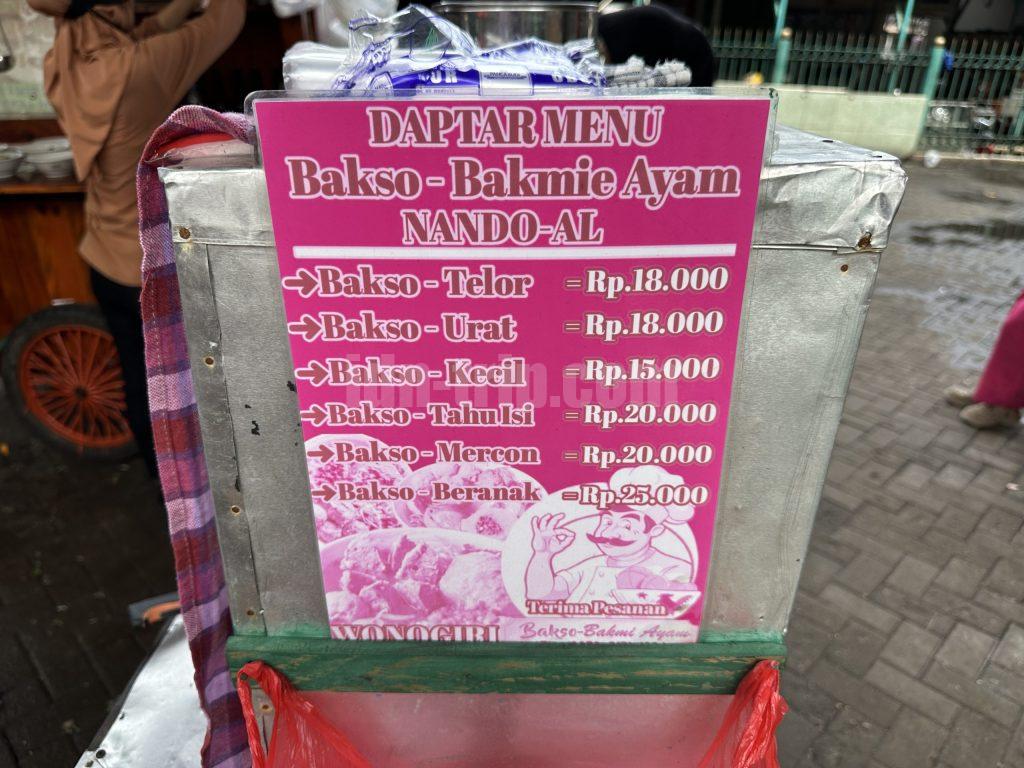 DAPTAR MENU
Bakso - Bakmie Ayam
NANDO-AL
→Bakso - Telor = Rp.18.000
→Bakso - Urat = Rp.18.000
→Bakso - Kecil = Rp.15.000
→Bakso - Tahu Isi = Rp.20.000
→Bakso - Mercon = Rp.20.000
→Bakso - Beranak = Rp.25.000
Terima Pesanan
WONOGIRI Bakso-Bakmi Ayam